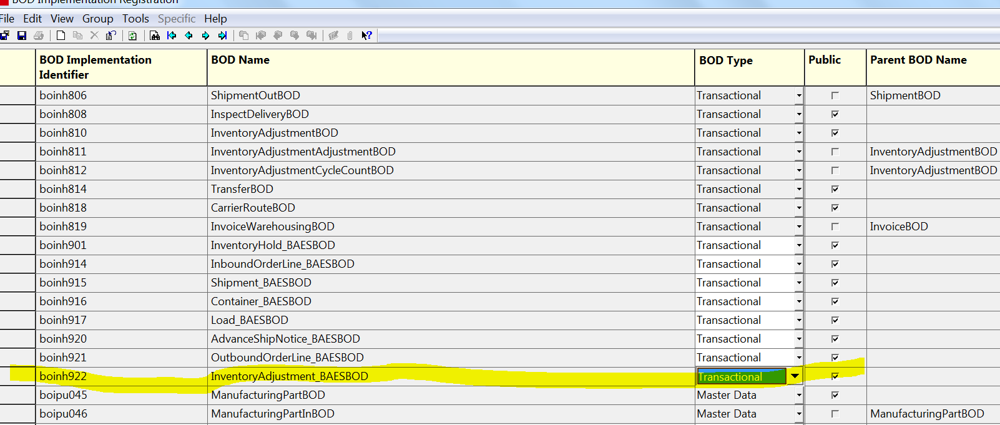 BOD Implementation Registration
File Edit View Group Tools Specific Help
BOD Implementation Identifier BOD Name BOD Type Public Parent BOD Name
boinh806 ShipmentOutBOD Transactional ShipmentBOD
boinh808 InspectDeliveryBOD Transactional
boinh810 InventoryAdjustmentBOD Transactional
boinh811 InventoryAdjustmentAdjustmentBOD Transactional InventoryAdjustmentBOD
boinh812 InventoryAdjustmentCycleCountBOD Transactional InventoryAdjustmentBOD
boinh814 TransferBOD Transactional
boinh818 CarrierRouteBOD Transactional
boinh819 InvoiceWarehousingBOD Transactional InvoiceBOD
boinh901 InventoryHold_BAESBOD Transactional
boinh914 InboundOrderLine_BAESBOD Transactional
boinh915 Shipment_BAESBOD Transactional
boinh916 Container_BAESBOD Transactional
boinh917 Load_BAESBOD Transactional
boinh920 AdvanceShipNotice_BAESBOD Transactional
boinh921 OutboundOrderLine_BAESBOD Transactional
boinh922 InventoryAdjustment_BAESBOD Transactional
boipu045 ManufacturingPartBOD Master Data
boipu046 ManufacturingPartInBOD Master Data ManufacturingPartBOD